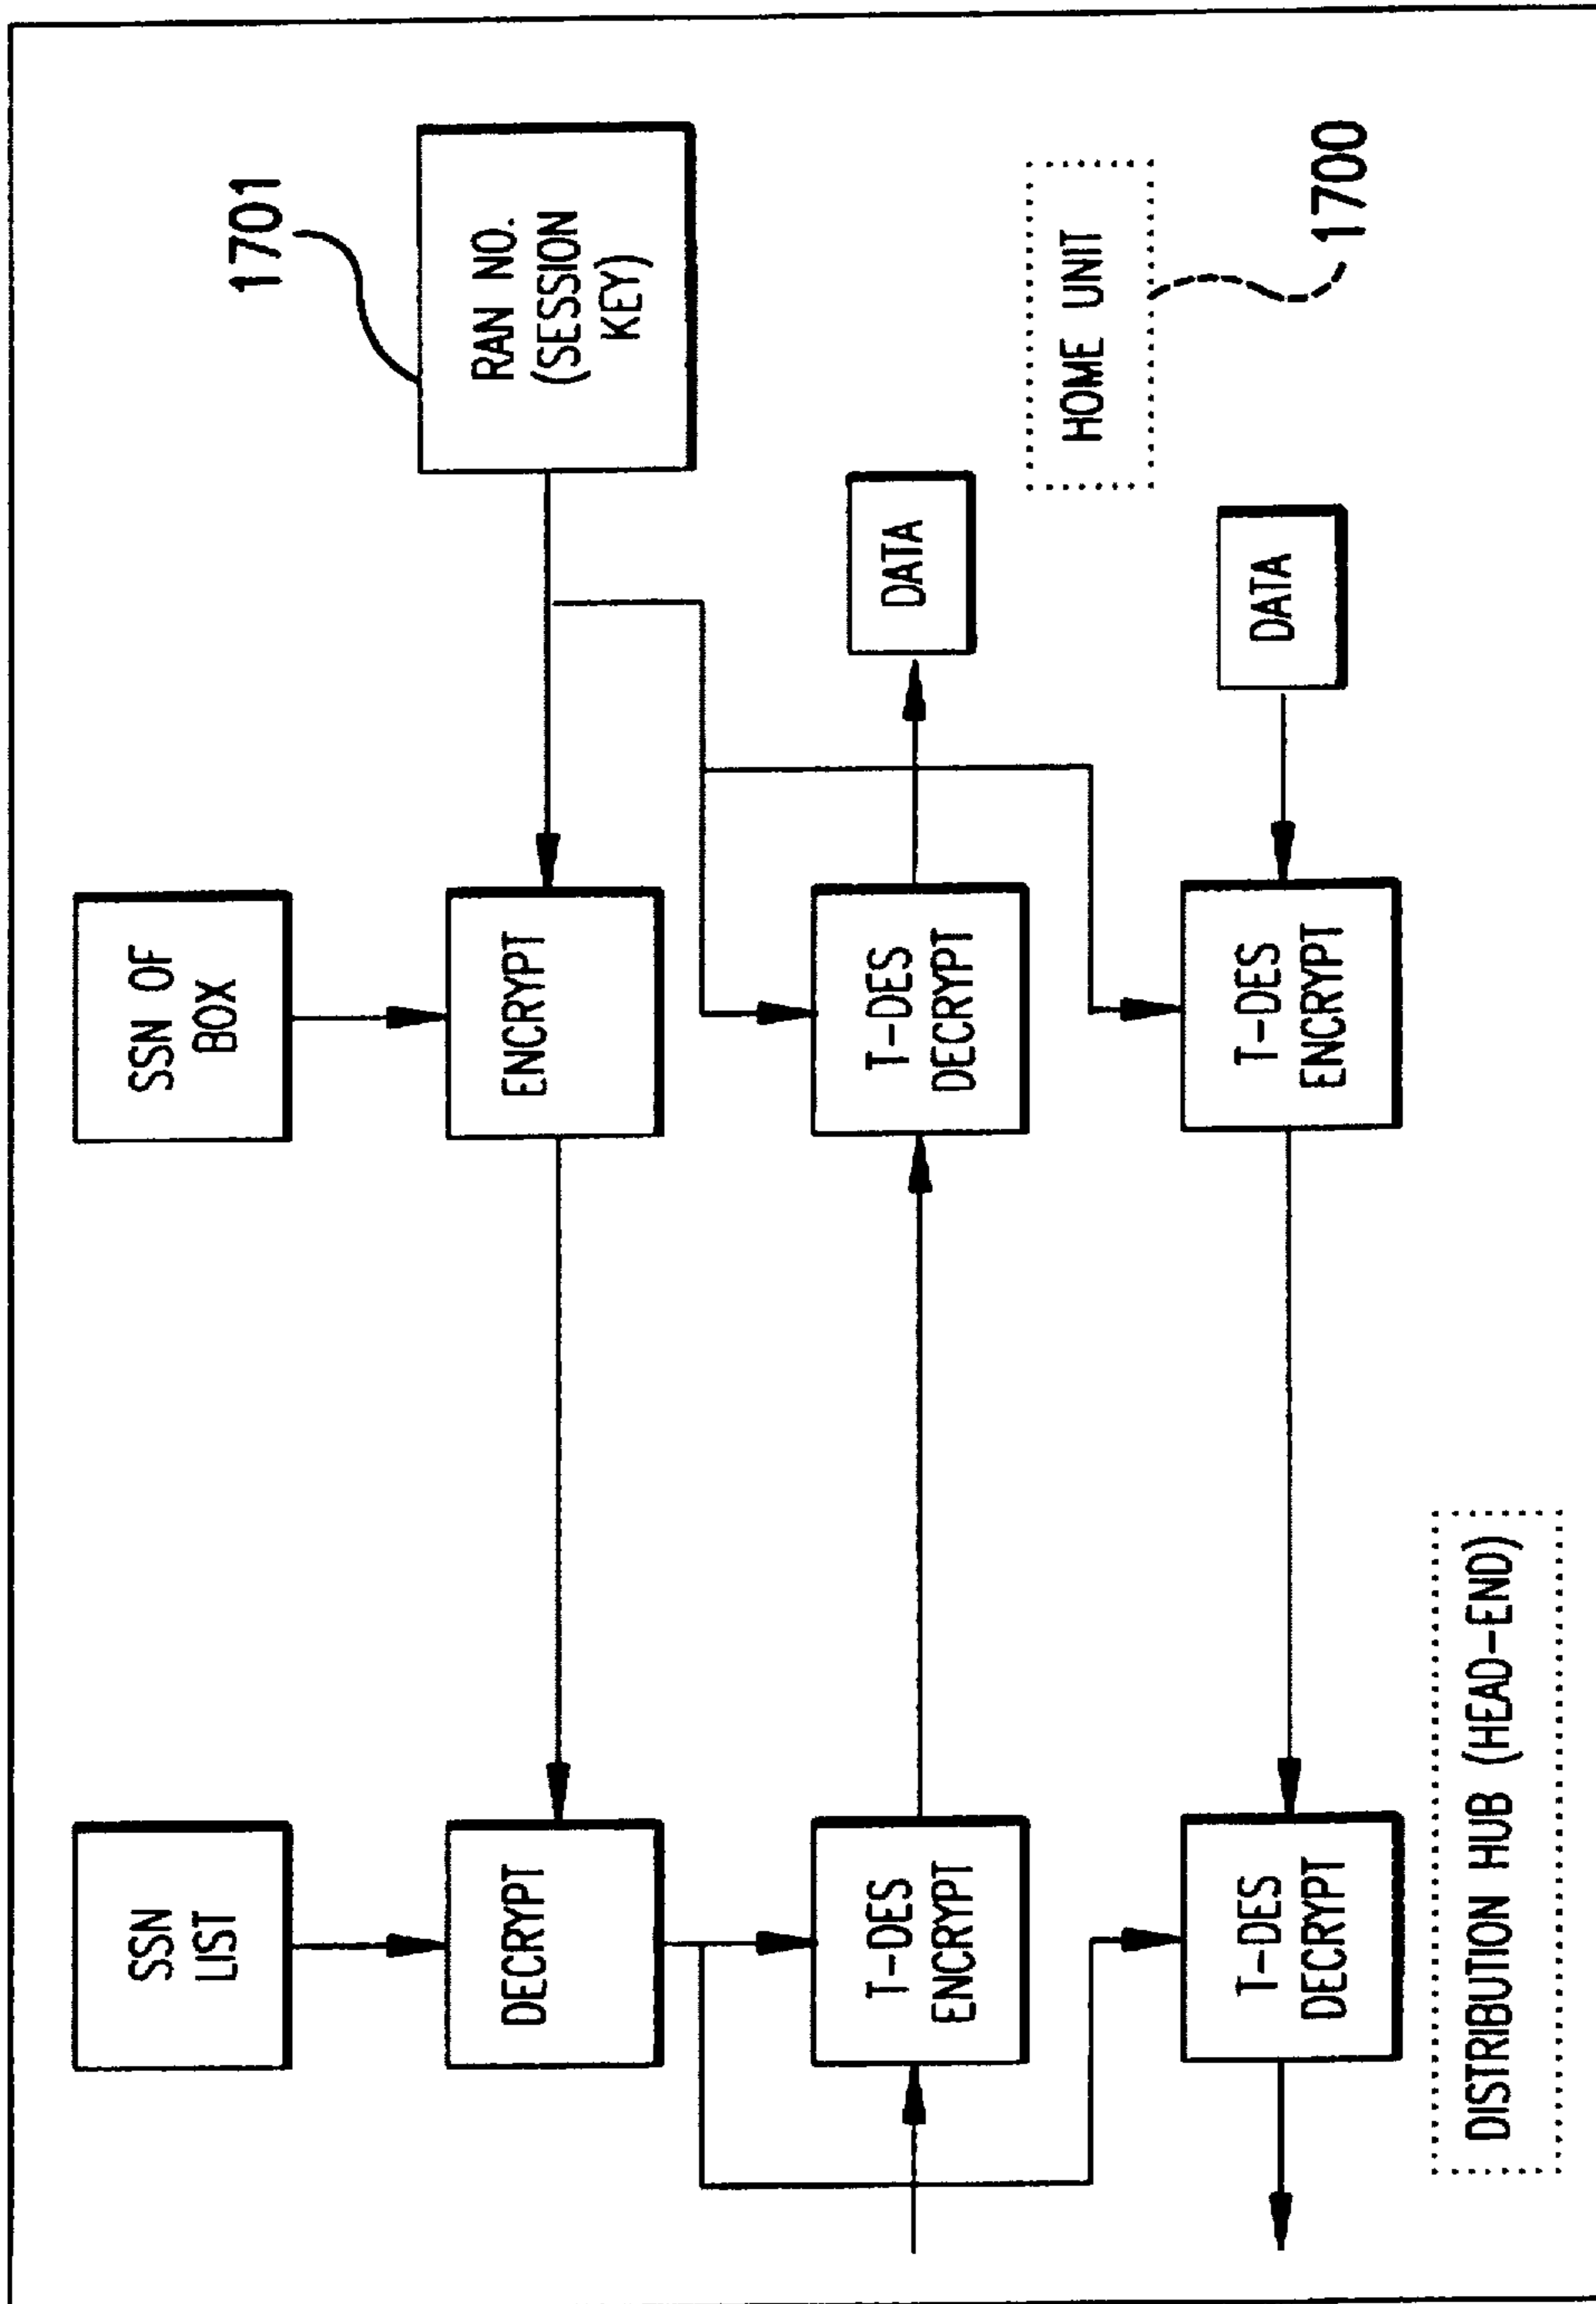 SSN
LIST
SSN OF
BOX
1701
DECRYPT
ENCRYPT
RAN NO.
(SESSION
KEY)
T-DES
ENCRYPT
T-DES
DECRYPT
DATA
HOME UNIT
T-DES
DECRYPT
T-DES
ENCRYPT
DATA
1700
DISTRIBUTION HUB (HEAD-END)